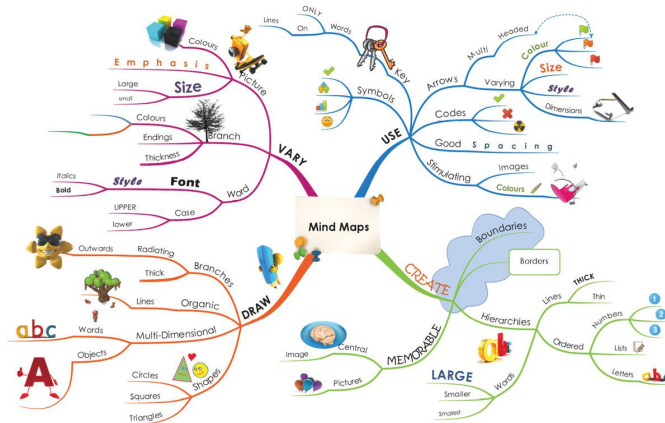 Mind Maps
USE
Key
Words
ONLY
On
Lines
Symbols
Arrows
Multi
Headed
Varying
Colour
Size
Style
Dimensions
Codes
Good
Spacing
Stimulating
Images
Colours
CREATE
Boundaries
Borders
Hierarchies
Lines
THICK
Thin
Ordered
Numbers
1
2
3
Lists
Letters
abc
Words
LARGE
Smaller
Smallest
abc
MEMORABLE
Central
Image
Pictures
DRAW
Branches
Radiating
Outwards
Thick
Organic
Lines
Multi-Dimensional
Words
abc
Objects
A
Shapes
Circles
Squares
Triangles
VARY
Picture
Colours
Emphasis
Size
Large
small
Branch
Colours
Endings
Thickness
Word
Font
Style
Italics
Bold
Case
UPPER
lower